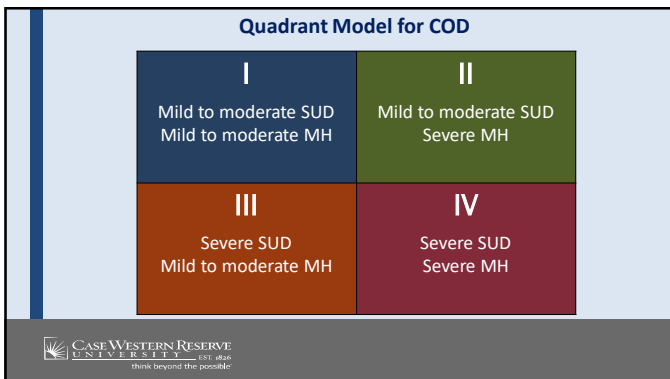 Quadrant Model for COD
I
Mild to moderate SUD
Mild to moderate MH
II
Mild to moderate SUD
Severe MH
III
Severe SUD
Mild to moderate MH
IV
Severe SUD
Severe MH
CASE WESTERN RESERVE
UNIVERSITY EST. 1826
think beyond the possible®